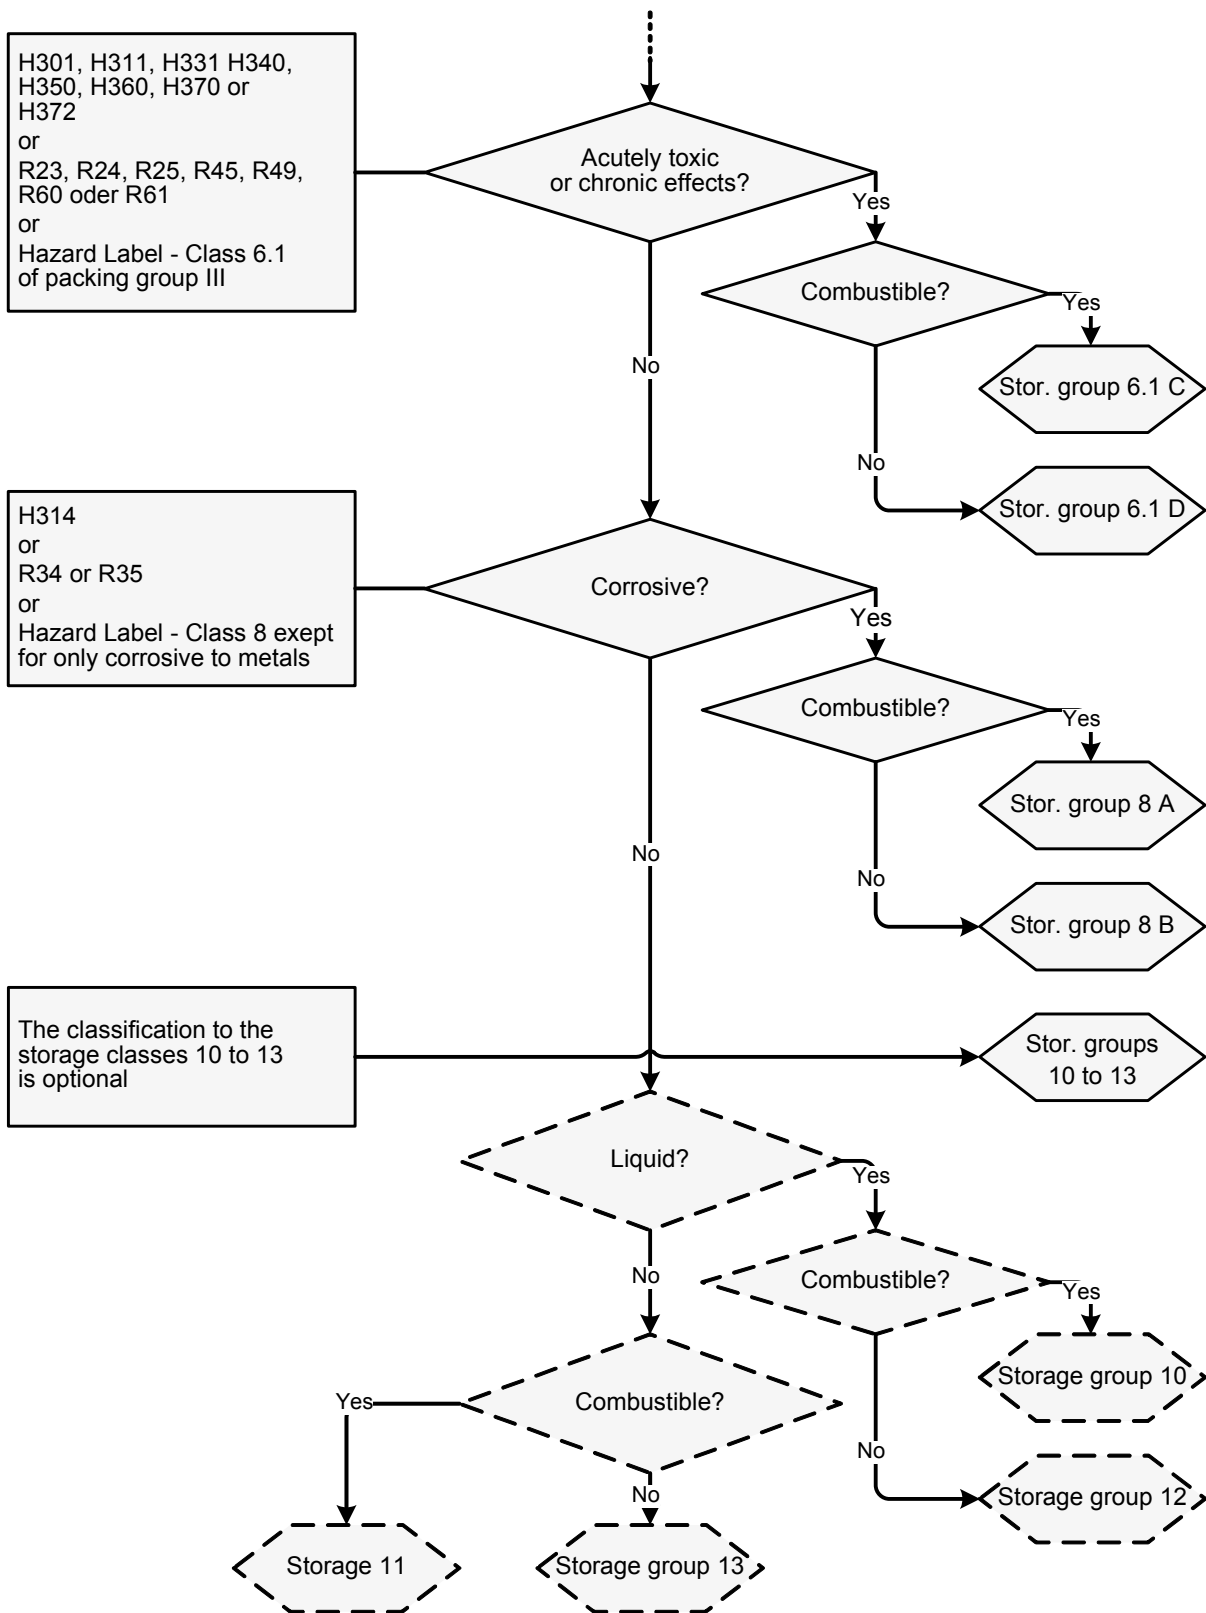 H301, H311, H331 H340,
H350, H360, H370 or
H372
or
R23, R24, R25, R45, R49,
R60 oder R61
or
Hazard Label - Class 6.1
of packing group III
Acutely toxic
or chronic effects?
Yes
Combustible?
Yes
Stor. group 6.1 C
No
No
Stor. group 6.1 D
H314
or
R34 or R35
or
Hazard Label - Class 8 exept
for only corrosive to metals
Corrosive?
Yes
Combustible?
Yes
Stor. group 8 A
No
No
Stor. group 8 B
The classification to the
storage classes 10 to 13
is optional
Stor. groups
10 to 13
Liquid?
Yes
No
Combustible?
Yes
Storage group 10
Combustible?
Yes
No
Storage group 12
No
Storage 11
Storage group 13